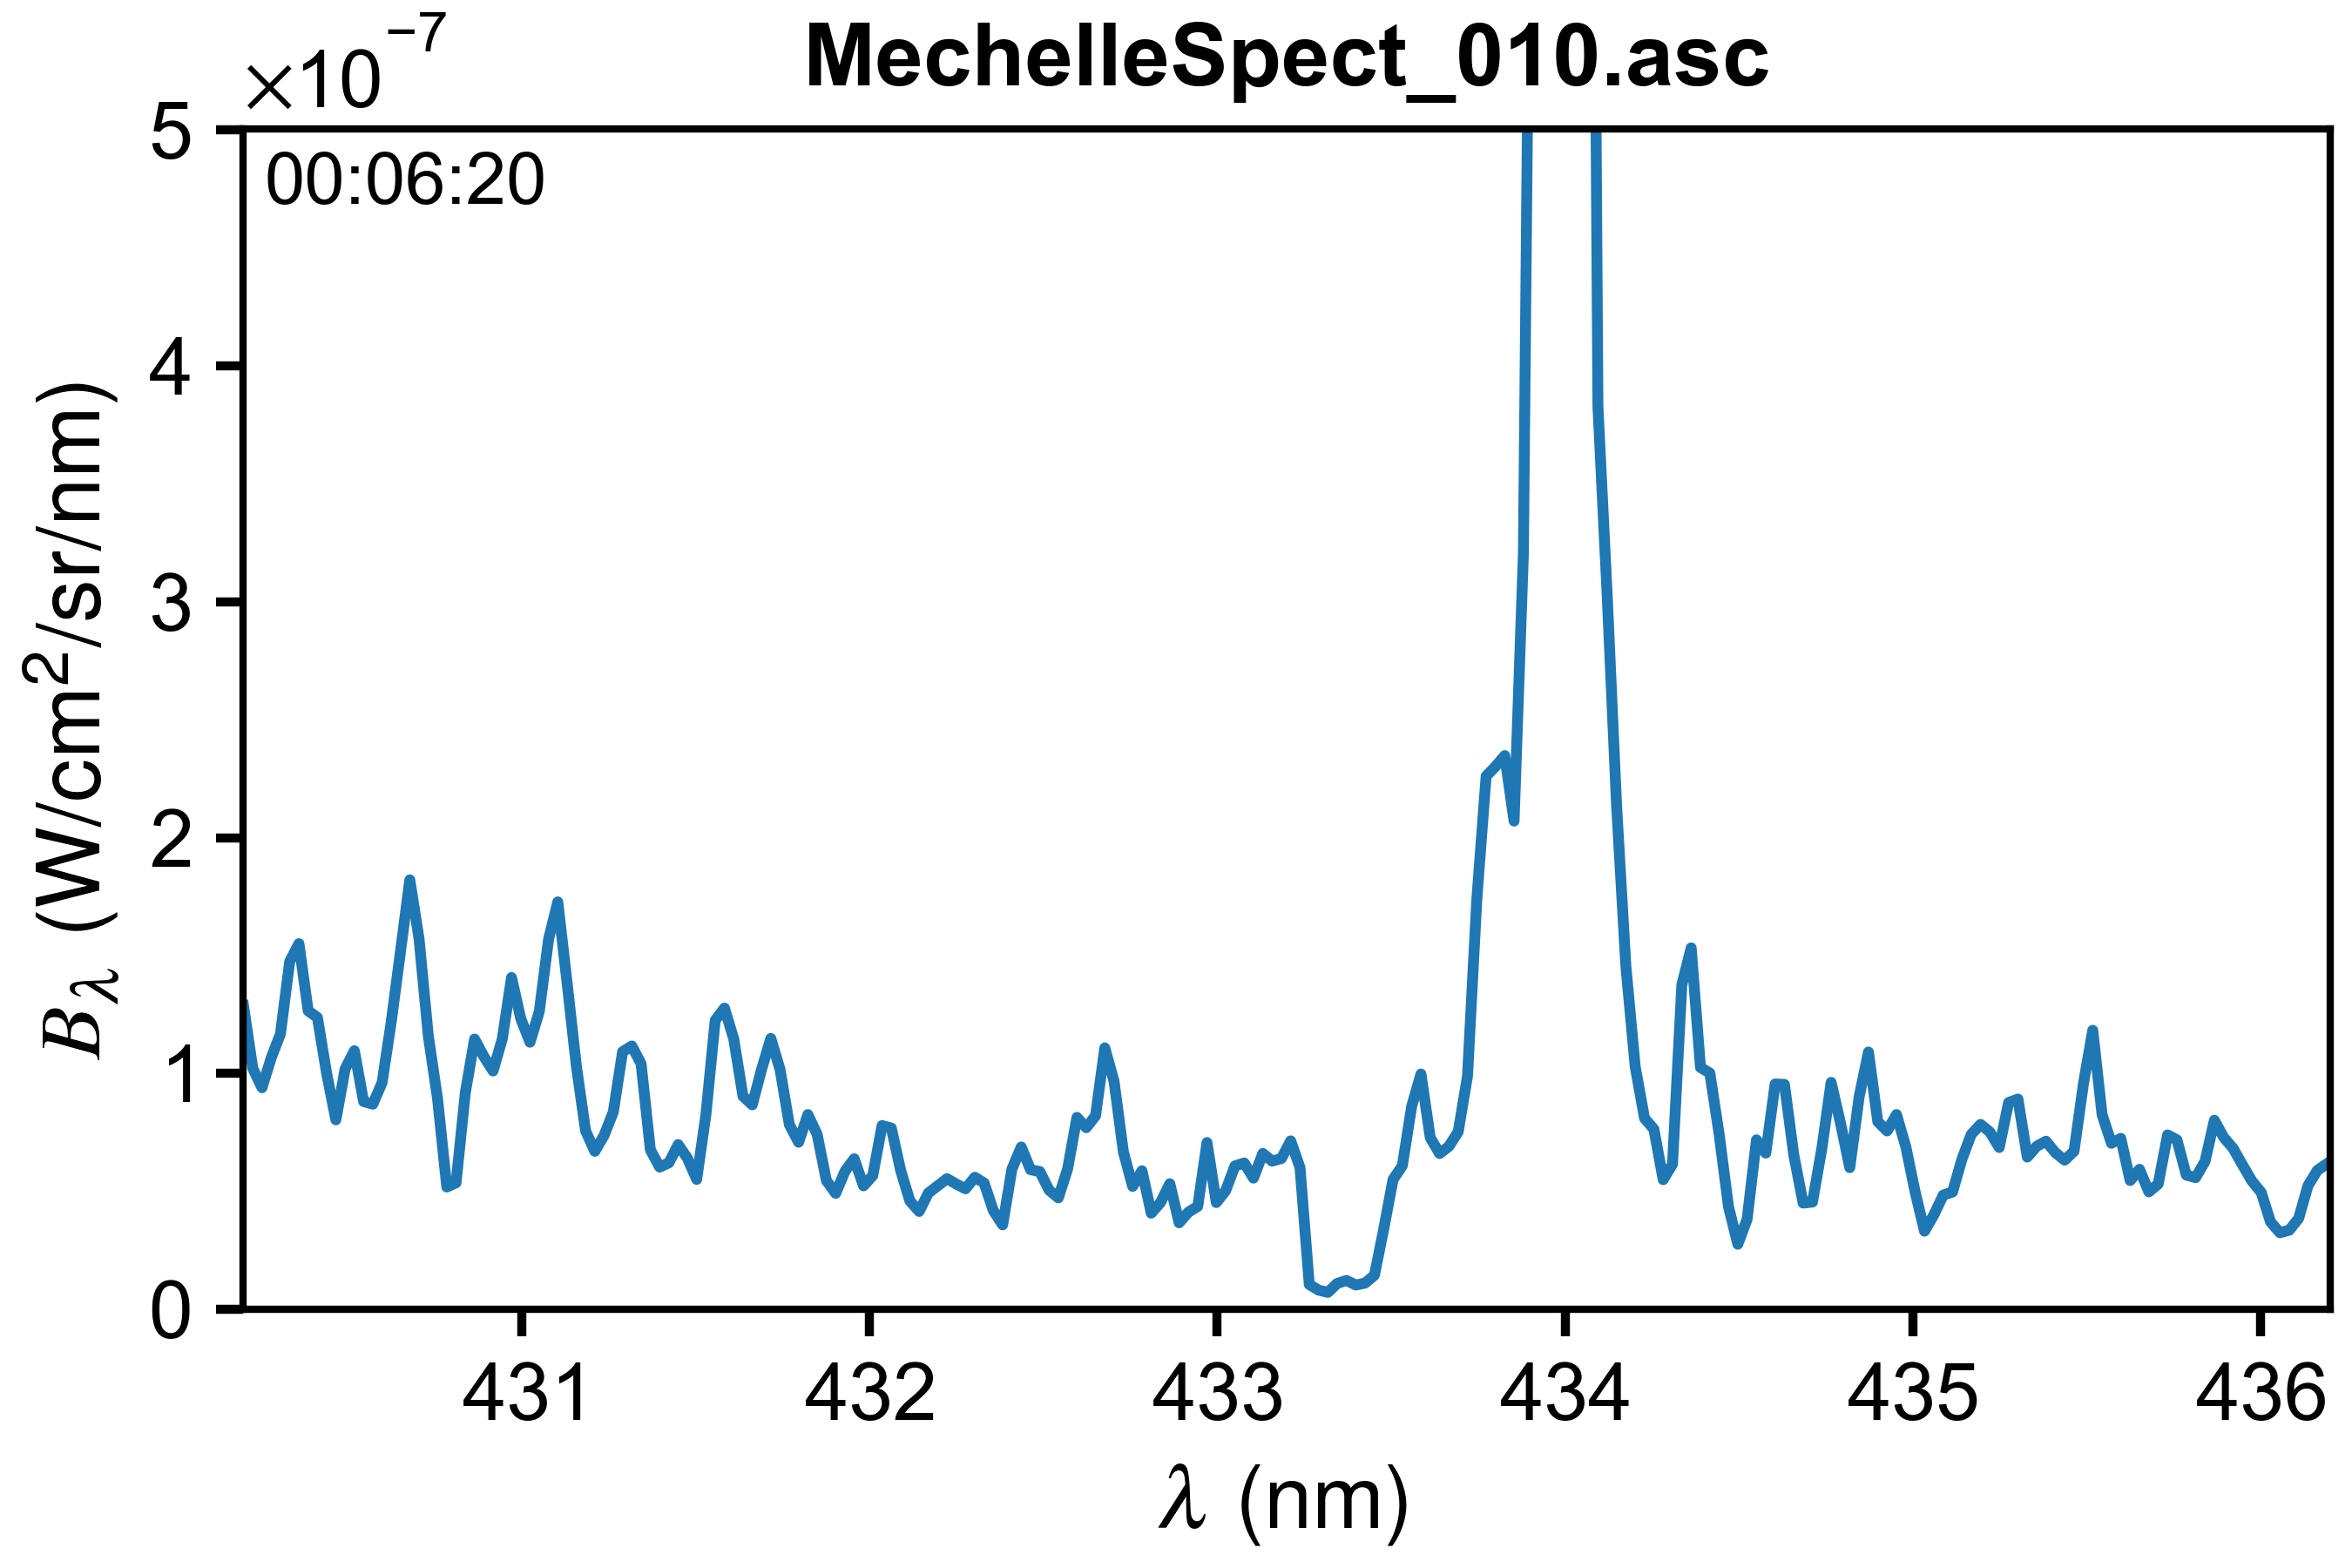 ×10⁻⁷
MechelleSpect_010.asc
00:06:20
5
4
3
2
1
0
B_λ (W/cm²/sr/nm)
431 432 433 434 435 436
λ (nm)